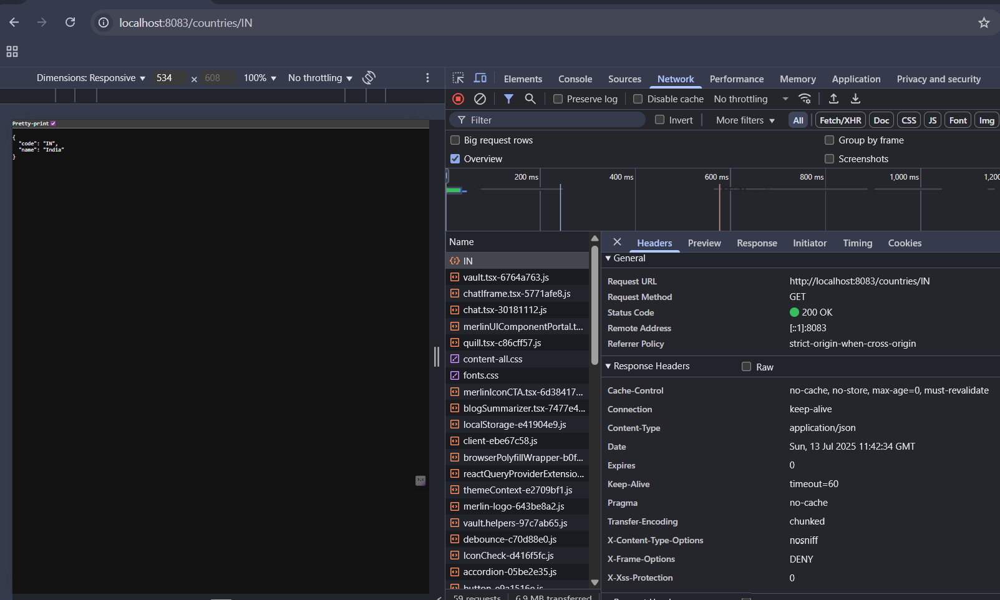 localhost:8083/countries/IN
Dimensions: Responsive 534 × 608 100% No throttling
Elements Console Sources Network Performance Memory Application Privacy and security
Preserve log Disable cache No throttling
Filter Invert More filters All Fetch/XHR Doc CSS JS Font Img
Big request rows Group by frame
Overview Screenshots
200 ms 400 ms 600 ms 800 ms 1,000 ms 1,200
Pretty-print
{
"code": "IN",
"name": "India"
}
Name
IN
vault.tsx-6764a763.js
chatIframe.tsx-5771afe8.js
chat.tsx-30181112.js
merlinUIComponentPortal.t...
quill.tsx-c86cff57.js
content-all.css
fonts.css
merlinIconCTA.tsx-6d38417...
blogSummarizer.tsx-7477e4...
localStorage-e41904e9.js
client-ebe67c58.js
browserPolyfillWrapper-b0f...
reactQueryProviderExtensio...
themeContext-e2709bf1.js
merlin-logo-643be8a2.js
vault.helpers-97c7ab65.js
debounce-c70d88e0.js
IconCheck-d416f5fc.js
accordion-05be2e35.js
button-e9a1516e.js
59 requests 6.9 MB transferred
Headers Preview Response Initiator Timing Cookies
General
Request URL http://localhost:8083/countries/IN
Request Method GET
Status Code 200 OK
Remote Address [::1]:8083
Referrer Policy strict-origin-when-cross-origin
Response Headers Raw
Cache-Control no-cache, no-store, max-age=0, must-revalidate
Connection keep-alive
Content-Type application/json
Date Sun, 13 Jul 2025 11:42:34 GMT
Expires 0
Keep-Alive timeout=60
Pragma no-cache
Transfer-Encoding chunked
X-Content-Type-Options nosniff
X-Frame-Options DENY
X-Xss-Protection 0